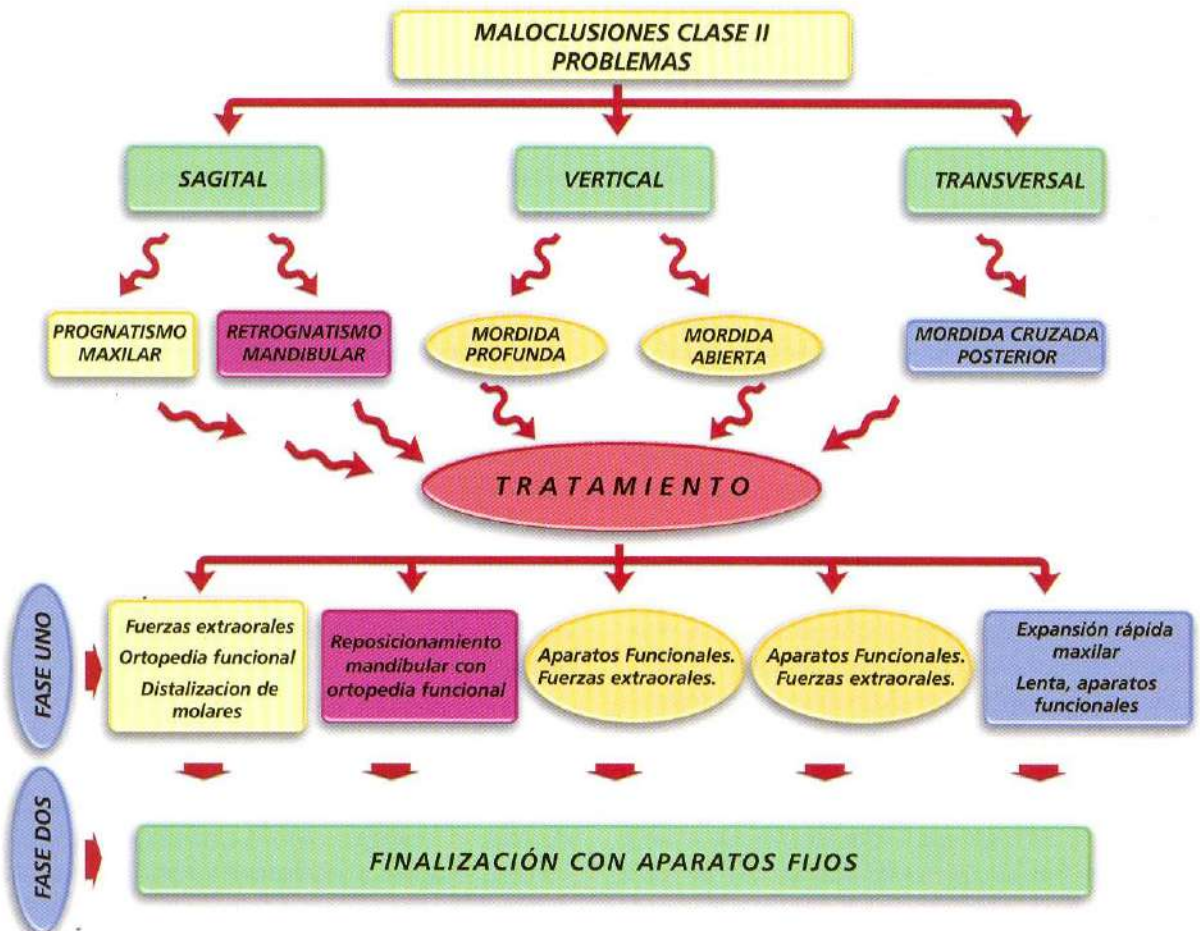 MALOCLUSIONES CLASE II
PROBLEMAS
SAGITAL
VERTICAL
TRANSVERSAL
PROGNATISMO
MAXILAR
RETROGNATISMO
MANDIBULAR
MORDIDA
PROFUNDA
MORDIDA
ABIERTA
MORDIDA CRUZADA
POSTERIOR
TRATAMIENTO
FASE UNO
Fuerzas extraorales
Ortopedia funcional
Distalizacion de
molares
Reposicionamiento
mandibular con
ortopedia funcional
Aparatos Funcionales.
Fuerzas extraorales.
Aparatos Funcionales.
Fuerzas extraorales.
Expansión rápida
maxilar
Lenta, aparatos
funcionales
FASE DOS
FINALIZACIÓN CON APARATOS FIJOS